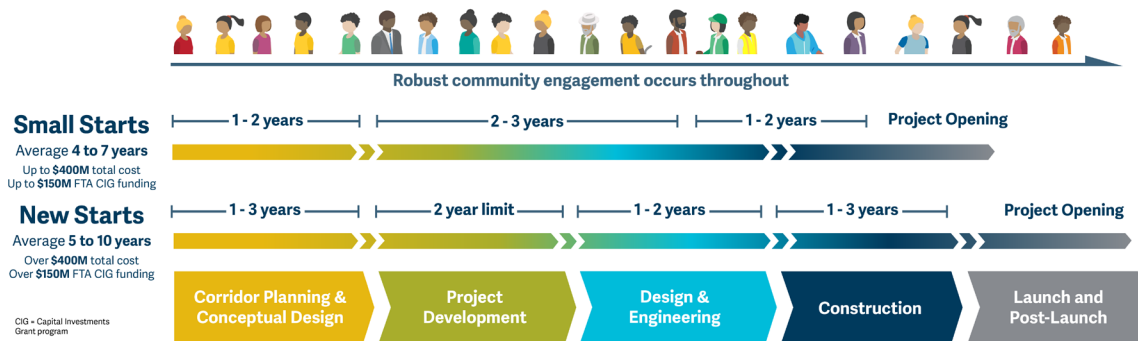 Robust community engagement occurs throughout
Small Starts
Average 4 to 7 years
Up to $400M total cost
Up to $150M FTA CIG funding
1 - 2 years
2 - 3 years
1 - 2 years
Project Opening
New Starts
Average 5 to 10 years
Over $400M total cost
Over $150M FTA CIG funding
1 - 3 years
2 year limit
1 - 2 years
1 - 3 years
Project Opening
Corridor Planning &
Conceptual Design
Project
Development
Design &
Engineering
Construction
Launch and
Post-Launch
CIG = Capital Investments
Grant program